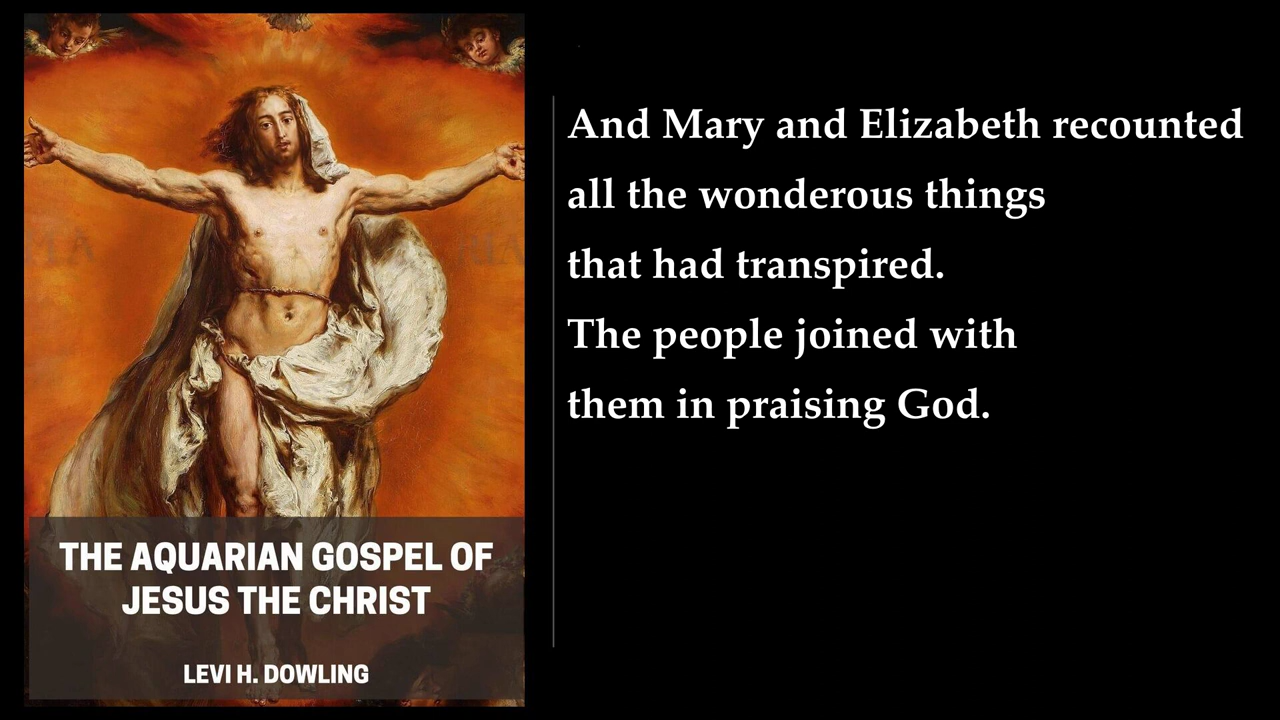 THE AQUARIAN GOSPEL OF
JESUS THE CHRIST
LEVI H. DOWLING
And Mary and Elizabeth recounted
all the wonderous things
that had transpired.
The people joined with
them in praising God.